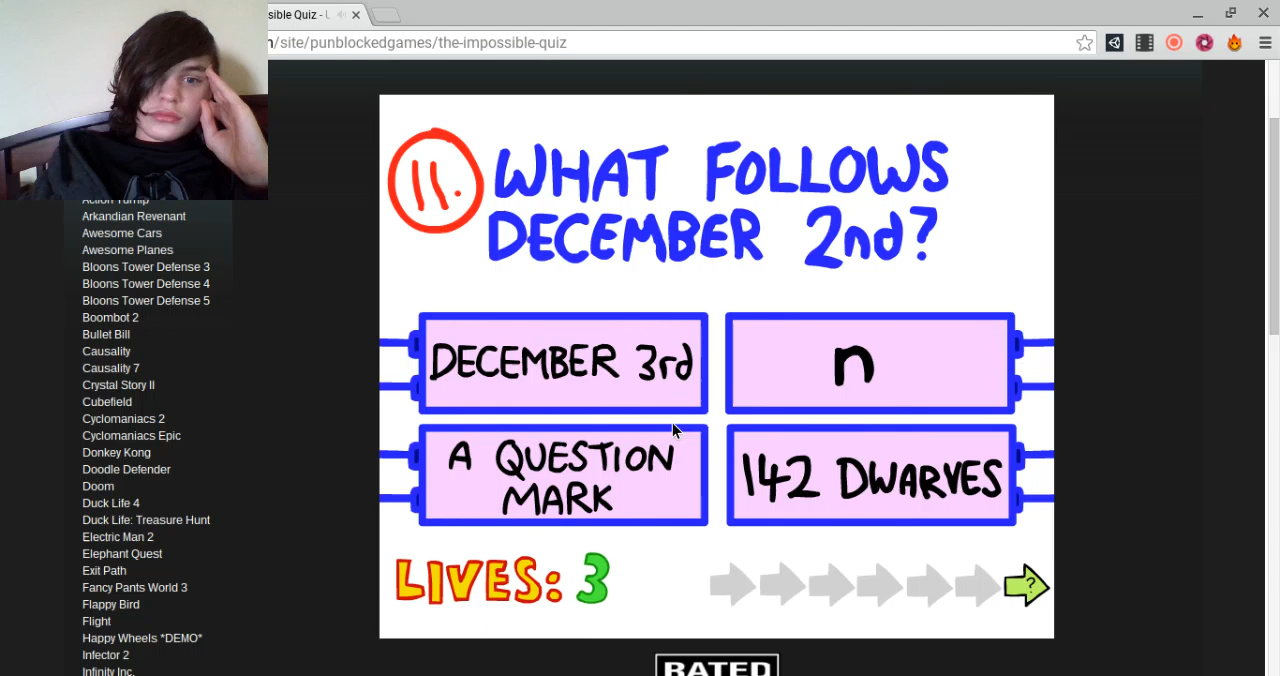 sible Quiz - U
/site/punblockedgames/the-impossible-quiz
Arkandian Revenant
Awesome Cars
Awesome Planes
Bloons Tower Defense 3
Bloons Tower Defense 4
Bloons Tower Defense 5
Boombot 2
Bullet Bill
Causality
Causality 7
Crystal Story II
Cubefield
Cyclomaniacs 2
Cyclomaniacs Epic
Donkey Kong
Doodle Defender
Doom
Duck Life 4
Duck Life: Treasure Hunt
Electric Man 2
Elephant Quest
Exit Path
Fancy Pants World 3
Flappy Bird
Flight
Happy Wheels *DEMO*
Infector 2
Infinity Inc.
11. WHAT FOLLOWS
DECEMBER 2nd?
DECEMBER 3rd
n
A QUESTION
MARK
142 DWARVES
LIVES: 3
?
RATED